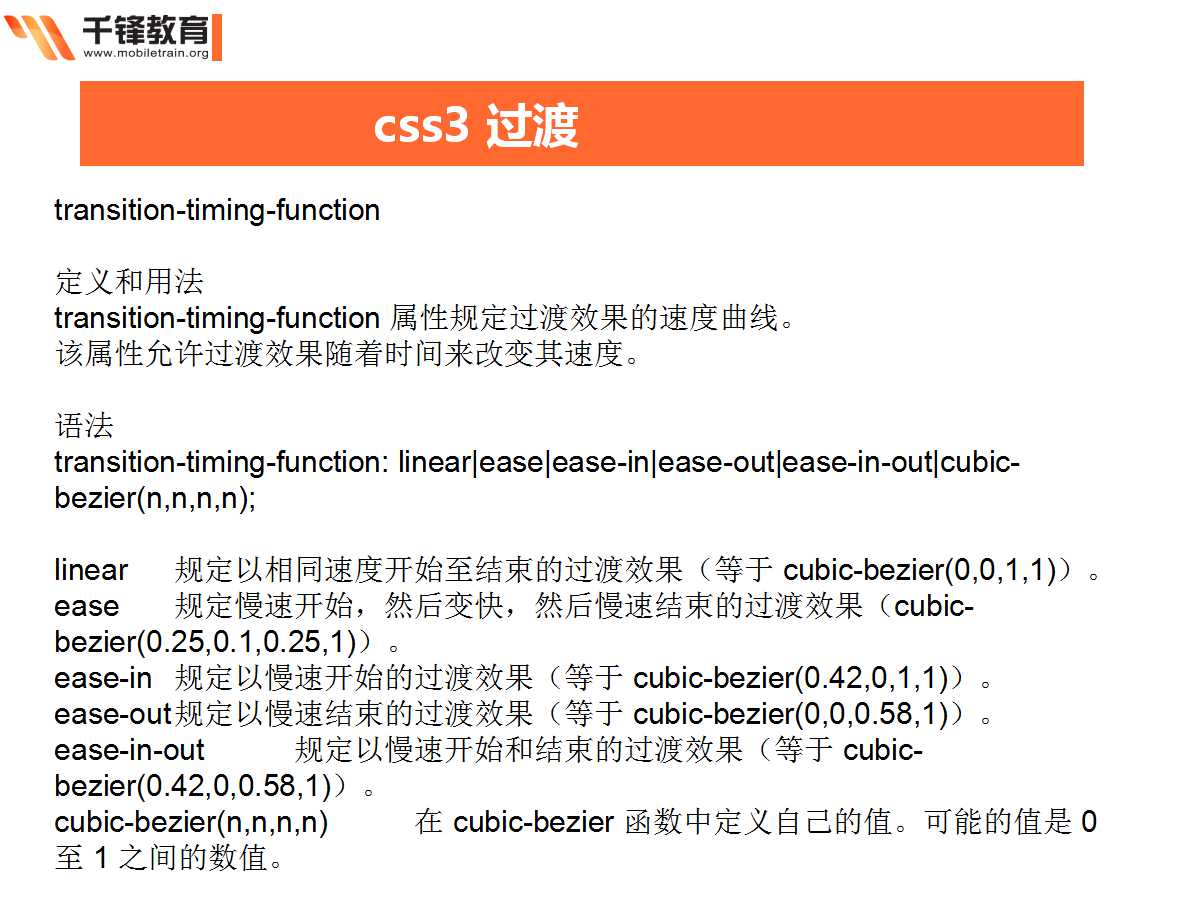 千锋教育
www.mobiletrain.org
css3 过渡
transition-timing-function
定义和用法
transition-timing-function 属性规定过渡效果的速度曲线。
该属性允许过渡效果随着时间来改变其速度。
语法
transition-timing-function: linear|ease|ease-in|ease-out|ease-in-out|cubic-
bezier(n,n,n,n);
linear 规定以相同速度开始至结束的过渡效果（等于 cubic-bezier(0,0,1,1)）。
ease 规定慢速开始，然后变快，然后慢速结束的过渡效果（cubic-
bezier(0.25,0.1,0.25,1)）。
ease-in 规定以慢速开始的过渡效果（等于 cubic-bezier(0.42,0,1,1)）。
ease-out规定以慢速结束的过渡效果（等于 cubic-bezier(0,0,0.58,1)）。
ease-in-out 规定以慢速开始和结束的过渡效果（等于 cubic-
bezier(0.42,0,0.58,1)）。
cubic-bezier(n,n,n,n) 在 cubic-bezier 函数中定义自己的值。可能的值是 0
至 1 之间的数值。